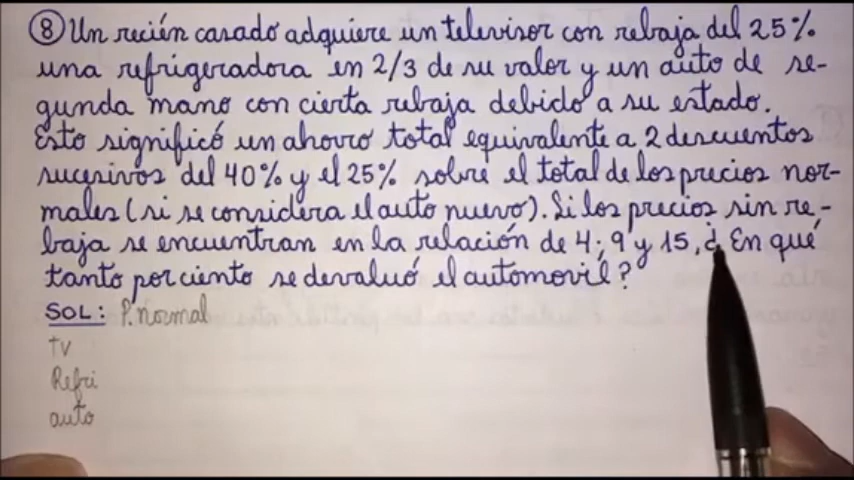 ⑧ Un recién casado adquiere un televisor con rebaja del 25%.
una refrigeradora en 2/3 de su valor y un auto de se-
gunda mano con cierta rebaja debido a su estado.
Esto significó un ahorro total equivalente a 2 descuentos
sucesivos del 40% y el 25% sobre el total de los precios nor-
males (si se considera el auto nuevo). Si los precios sin re-
baja se encuentran en la relación de 4; 9 y 15, ¿En qué
tanto por ciento se devaluó el automovil?
SOL: P. normal
TV
Refri
auto